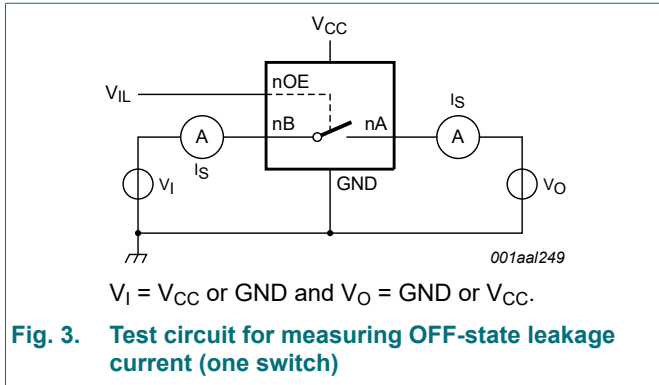 VCC
nOE
VIL
nB
nA
IS
A
A
IS
VI
GND
VO
001aal249
VI = VCC or GND and VO = GND or VCC.
Fig. 3. Test circuit for measuring OFF-state leakage
current (one switch)